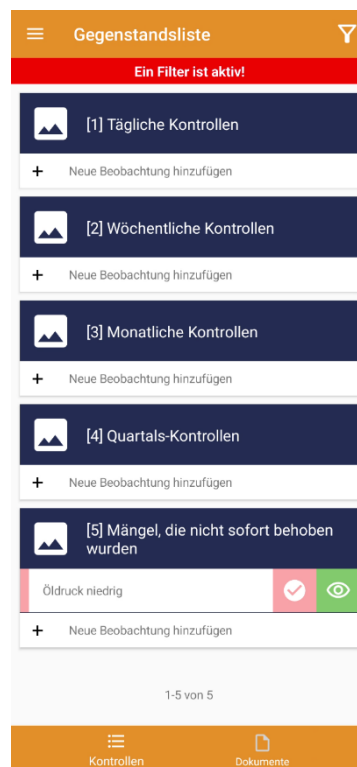 Gegenstandsliste
Ein Filter ist aktiv!
[1] Tägliche Kontrollen
+ Neue Beobachtung hinzufügen
[2] Wöchentliche Kontrollen
+ Neue Beobachtung hinzufügen
[3] Monatliche Kontrollen
+ Neue Beobachtung hinzufügen
[4] Quartals-Kontrollen
+ Neue Beobachtung hinzufügen
[5] Mängel, die nicht sofort behoben
wurden
Öldruck niedrig
+ Neue Beobachtung hinzufügen
1-5 von 5
Kontrollen Dokumente